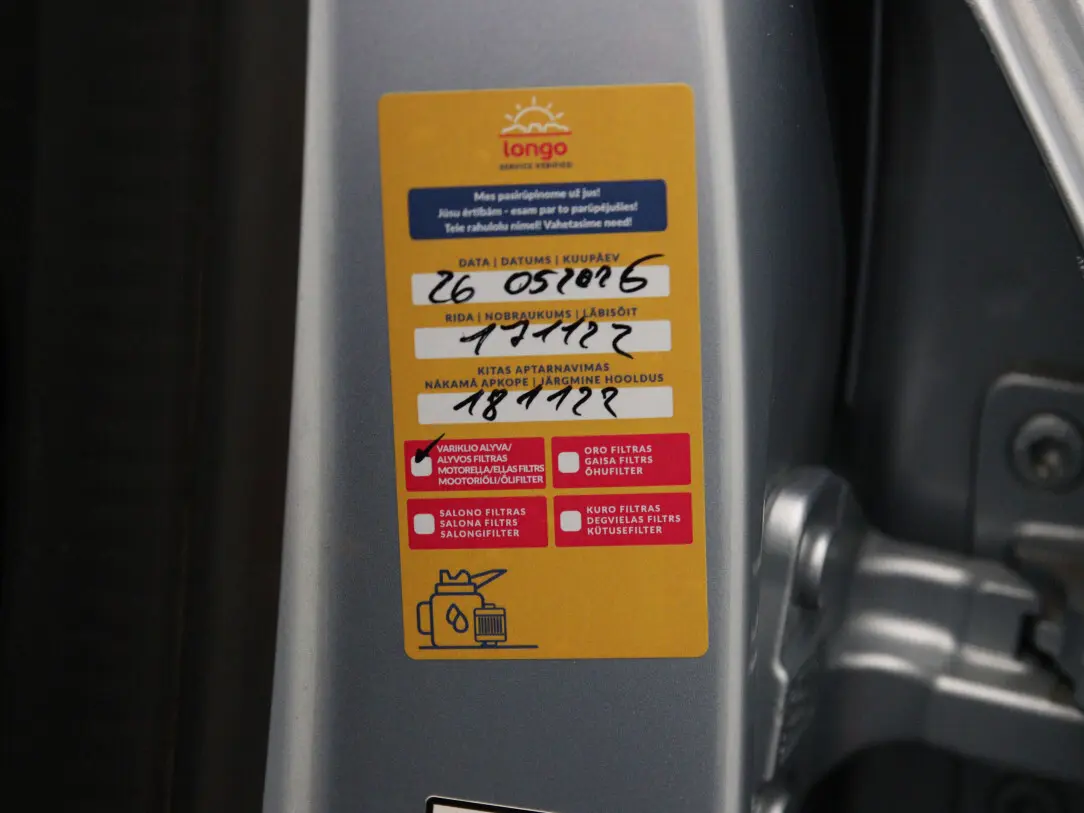 longo
SERVICE VERIFIED
Mes pasirūpinome už jus!
Jūsu ērtībām - esam par to parūpējušies!
Teie rahulolu nimel! Vahetasime need!
DATA | DATUMS | KUUPÄEV
26 052026
RIDA | NOBRAUKUMS | LÄBISÕIT
171122
KITAS APTARNAVIMAS
NĀKAMĀ APKOPE | JÄRGMINE HOOLDUS
181122
VARIKLIO ALYVA/
ALYVOS FILTRAS
MOTOREĻĻA/EĻĻAS FILTRS
MOOTORIÕLI/ÕLIFILTER
ORO FILTRAS
GAISA FILTRS
ÕHUFILTER
SALONO FILTRAS
SALONA FILTRS
SALONGIFILTER
KURO FILTRAS
DEGVIELAS FILTRS
KÜTUSEFILTER